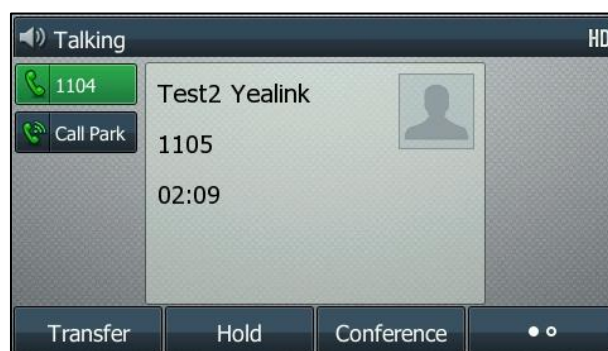 Talking
HD
1104
Call Park
Test2 Yealink
1105
02:09
Transfer
Hold
Conference